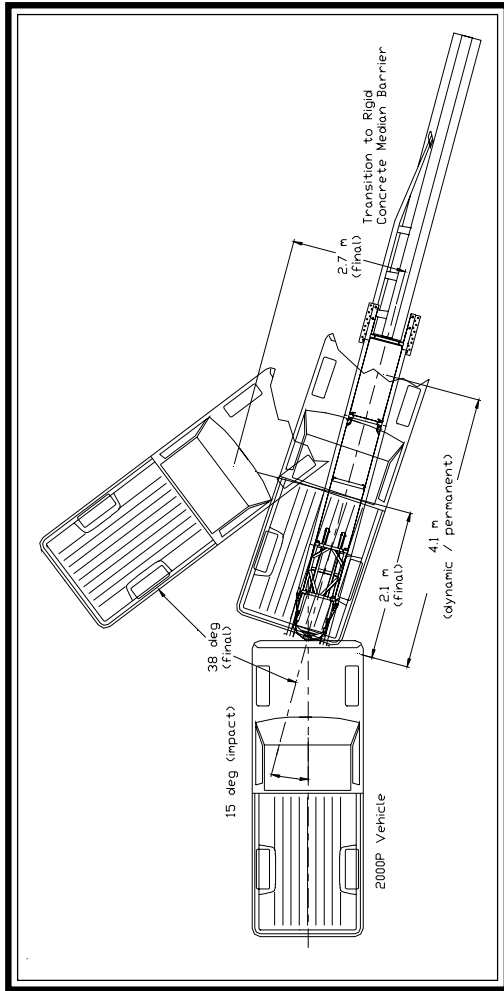 2000P Vehicle
15 deg (impact)
38 deg
(final)
2.1 m
(final)
4.1 m
(dynamic / permanent)
2.7 m
(final)
Transition to Rigid
Concrete Median Barrier